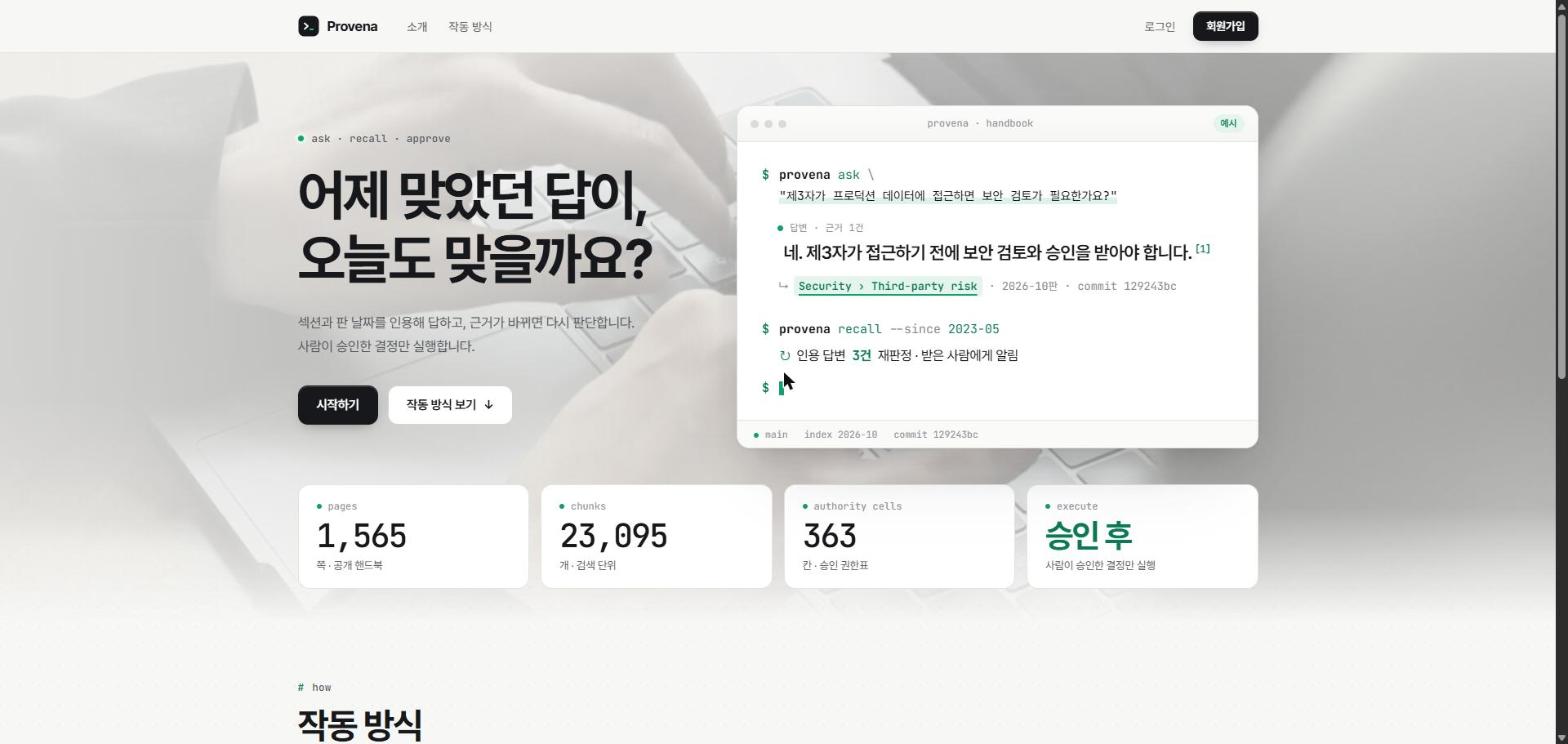 Provena
소개
작동 방식
로그인
회원가입
ask · recall · approve
어제 맞았던 답이,
오늘도 맞을까요?
섹션과 판 날짜를 인용해 답하고, 근거가 바뀌면 다시 판단합니다.
사람이 승인한 결정만 실행합니다.
시작하기
작동 방식 보기 ↓
provena · handbook
예시
$ provena ask \
"제3자가 프로덕션 데이터에 접근하면 보안 검토가 필요한가요?"
답변 · 근거 1건
네. 제3자가 접근하기 전에 보안 검토와 승인을 받아야 합니다. [1]
↳ Security › Third-party risk · 2026-10판 · commit 129243bc
$ provena recall --since 2023-05
↻ 인용 답변 3건 재판정 · 받은 사람에게 알림
$
main index 2026-10 commit 129243bc
pages
1,565
쪽 · 공개 핸드북
chunks
23,095
개 · 검색 단위
authority cells
363
칸 · 승인 권한표
execute
승인 후
사람이 승인한 결정만 실행
# how
작동 방식